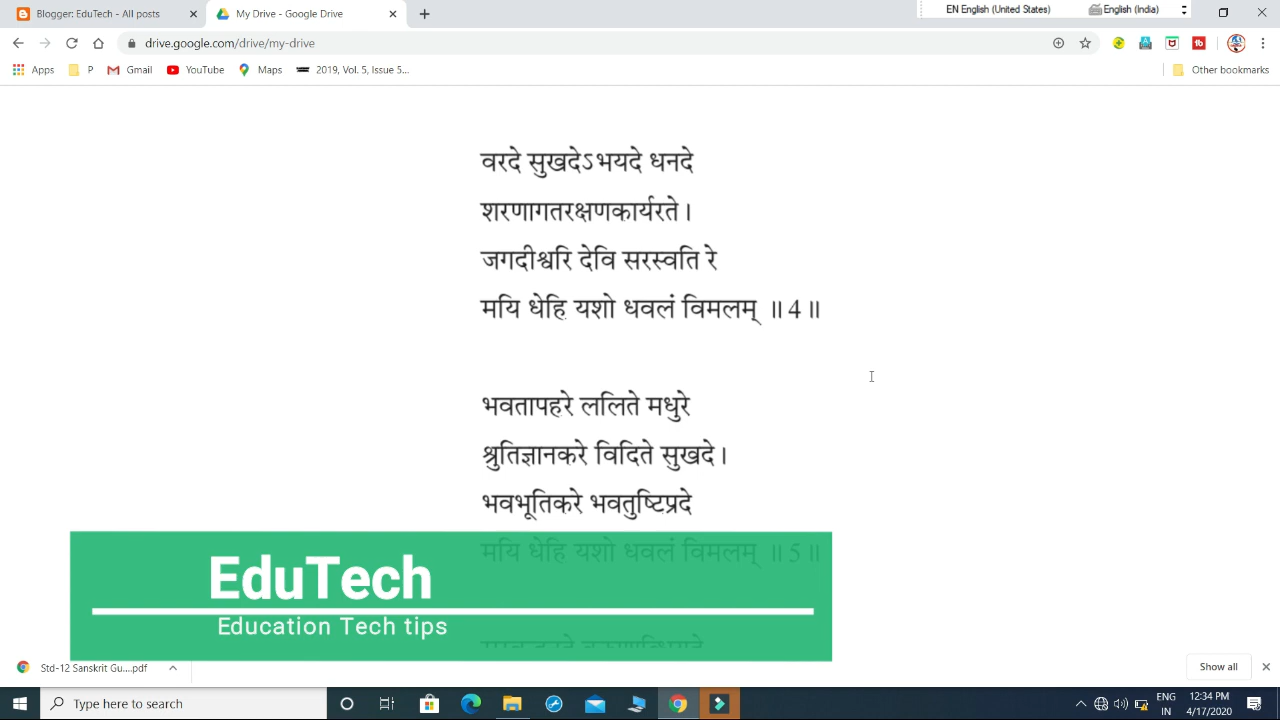 Blogger: EduTech - All posts
My Drive - Google Drive
EN English (United States)
English (India)
drive.google.com/drive/my-drive
Apps
P
Gmail
YouTube
Maps
2019, Vol. 5, Issue 5...
Other bookmarks
वरदे सुखदेऽभयदे धनदे
शरणागतरक्षणकार्यरते।
जगदीश्वरि देवि सरस्वति रे
मयि धेहि यशो धवलं विमलम् ॥ 4 ॥
भवतापहरे ललिते मधुरे
श्रुतिज्ञानकरे विदिते सुखदे।
भवभूतिकरे भवतुष्टिप्रदे
मयि धेहि यशो धवलं विमलम् ॥ 5 ॥
EduTech
Education Tech tips
Std-12 Sanskrit Gu....pdf
Show all
Type here to search
ENG
IN
12:34 PM
4/17/2020